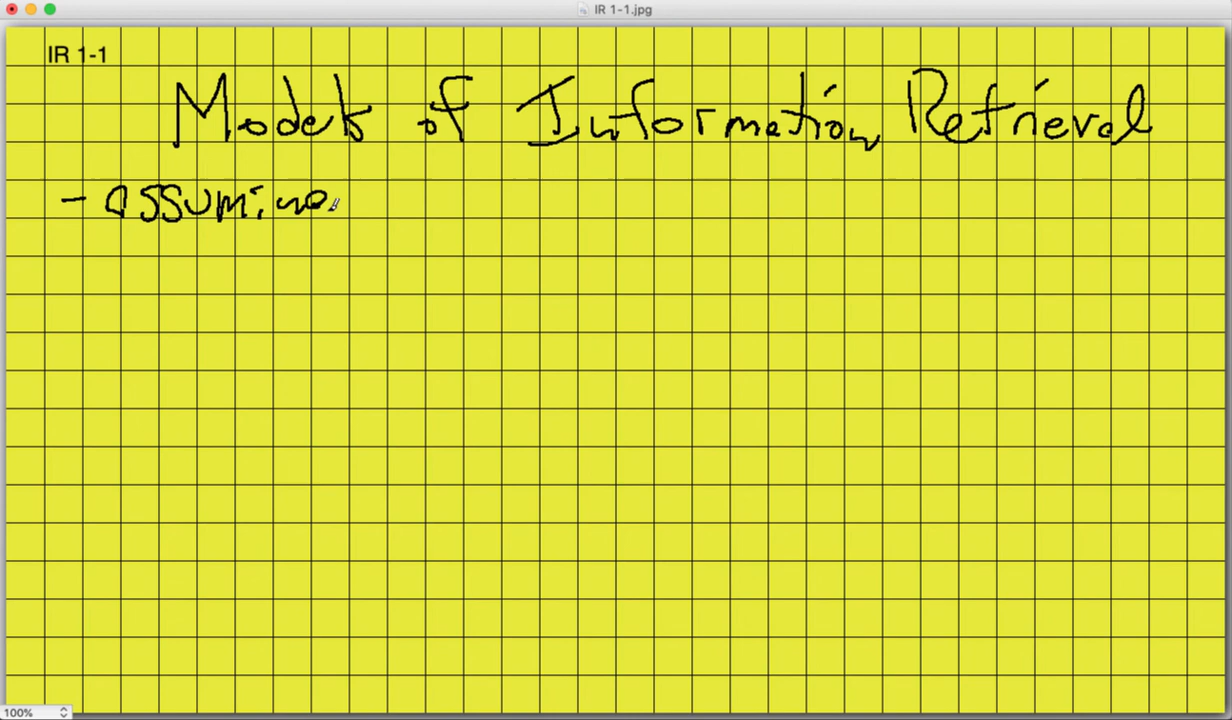 IR 1-1.jpg
IR 1-1
Models of Information Retrieval
- assuming
100%